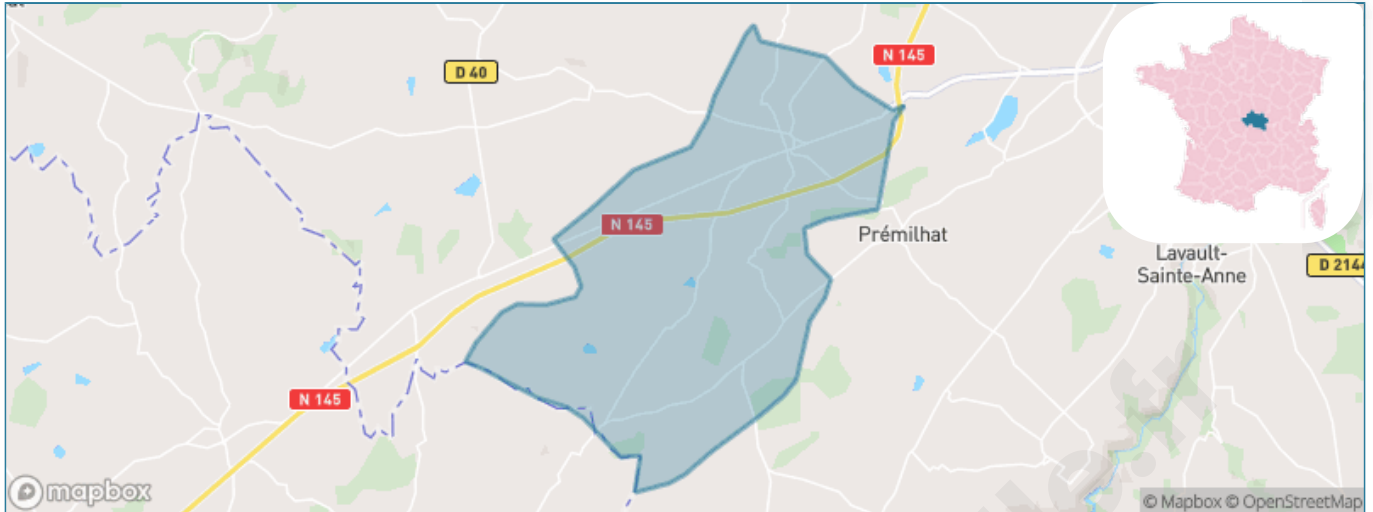 D 40
N 145
N 145
Prémilhat
Lavault-
Sainte-Anne
D 2144
N 145
mapbox
© Mapbox © OpenStreetMap